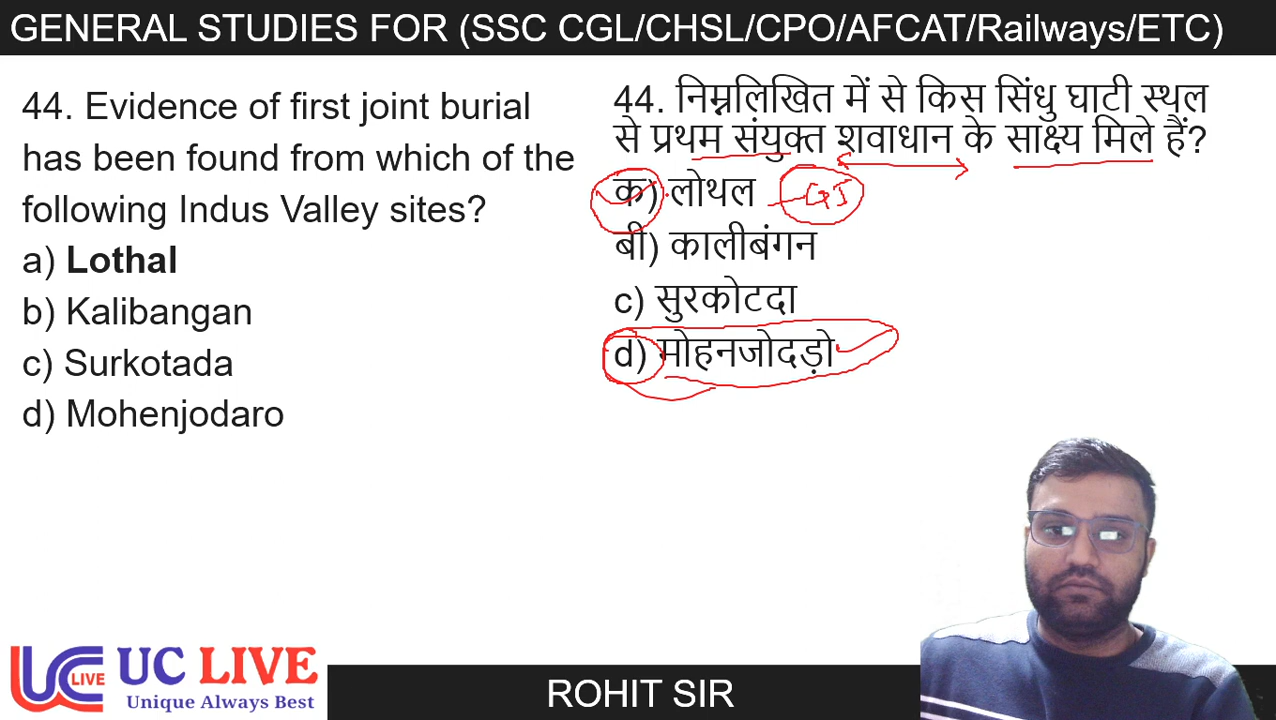 GENERAL STUDIES FOR (SSC CGL/CHSL/CPO/AFCAT/Railways/ETC)
44. Evidence of first joint burial
has been found from which of the
following Indus Valley sites?
a) Lothal
b) Kalibangan
c) Surkotada
d) Mohenjodaro
44. निम्नलिखित में से किस सिंधु घाटी स्थल
से प्रथम संयुक्त शवाधान के साक्ष्य मिले हैं?
क) लोथल GJ
बी) कालीबंगन
c) सुरकोटदा
d) मोहनजोदड़ो
UC LIVE
LIVE
Unique Always Best
ROHIT SIR